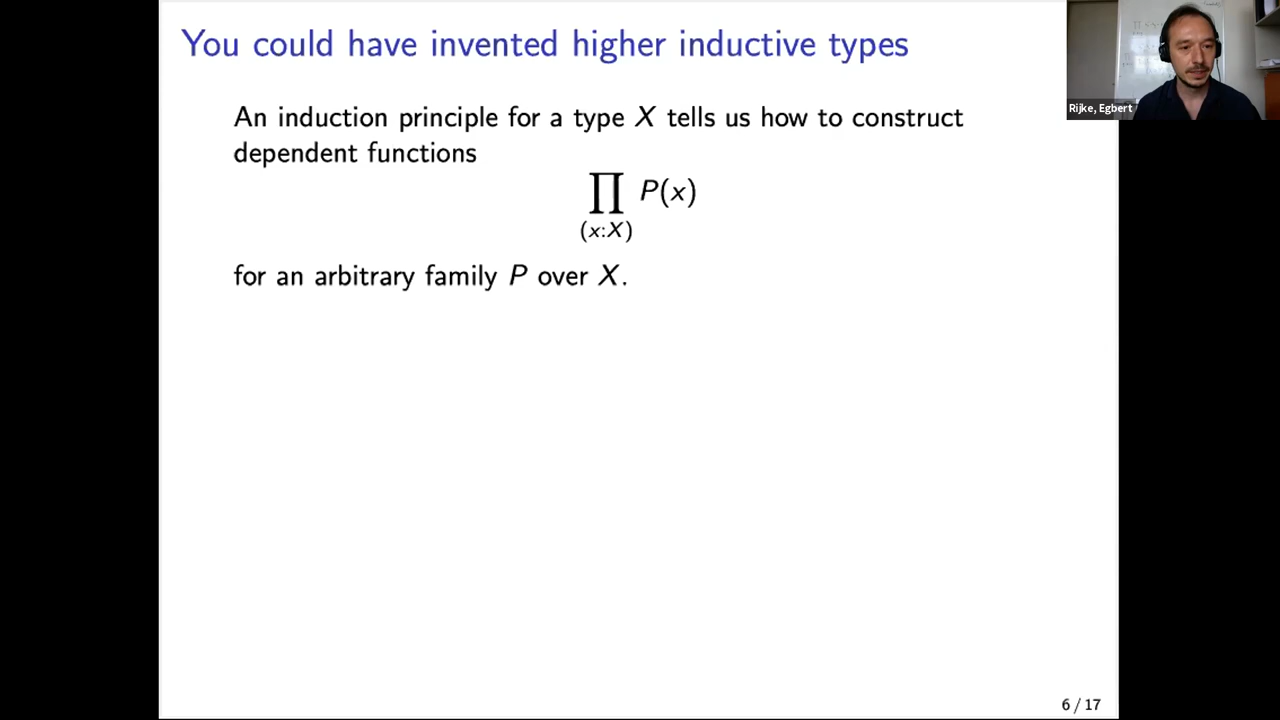 You could have invented higher inductive types
Rijke, Egbert
An induction principle for a type X tells us how to construct
dependent functions
∏ P(x)
(x:X)
for an arbitrary family P over X.
6 / 17